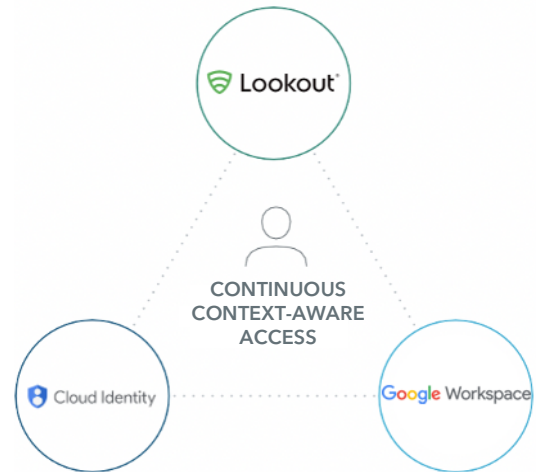 Lookout®
CONTINUOUS
CONTEXT-AWARE
ACCESS
Cloud Identity
Google Workspace